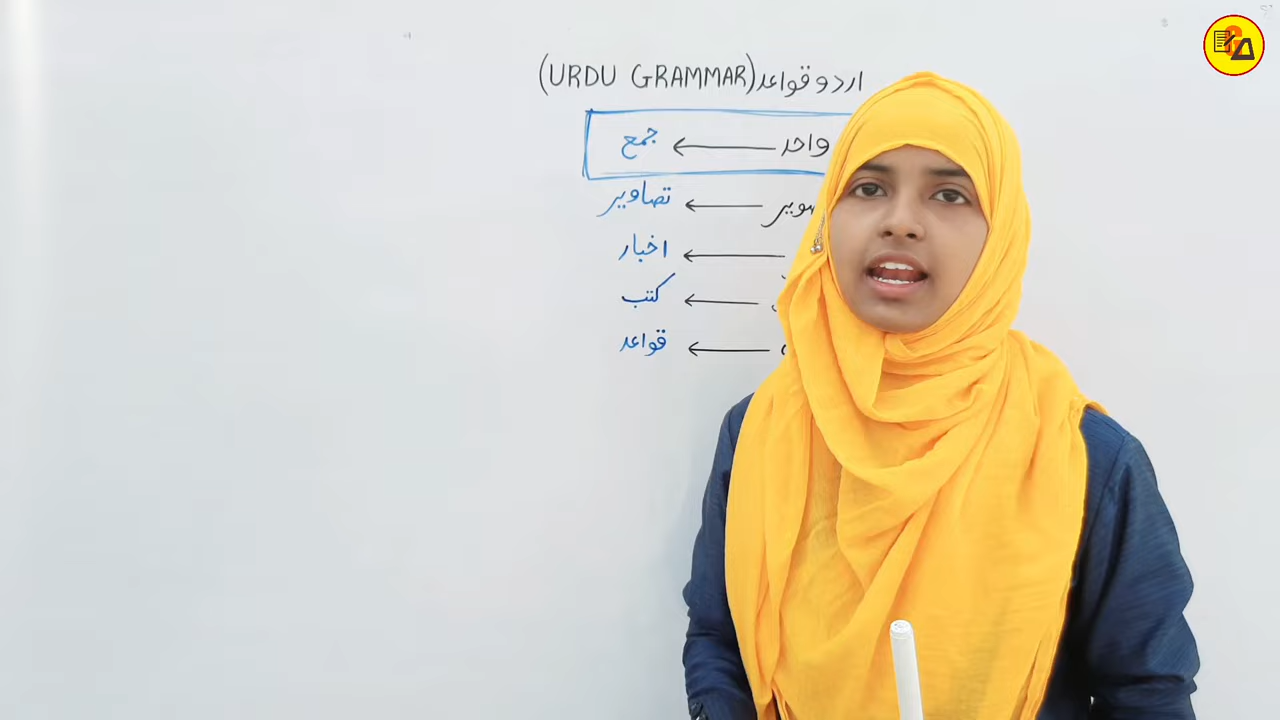 اردو قواعد (URDU GRAMMAR)
واحد ← جمع
← تصاویر
← اخبار
← کتب
← قواعد